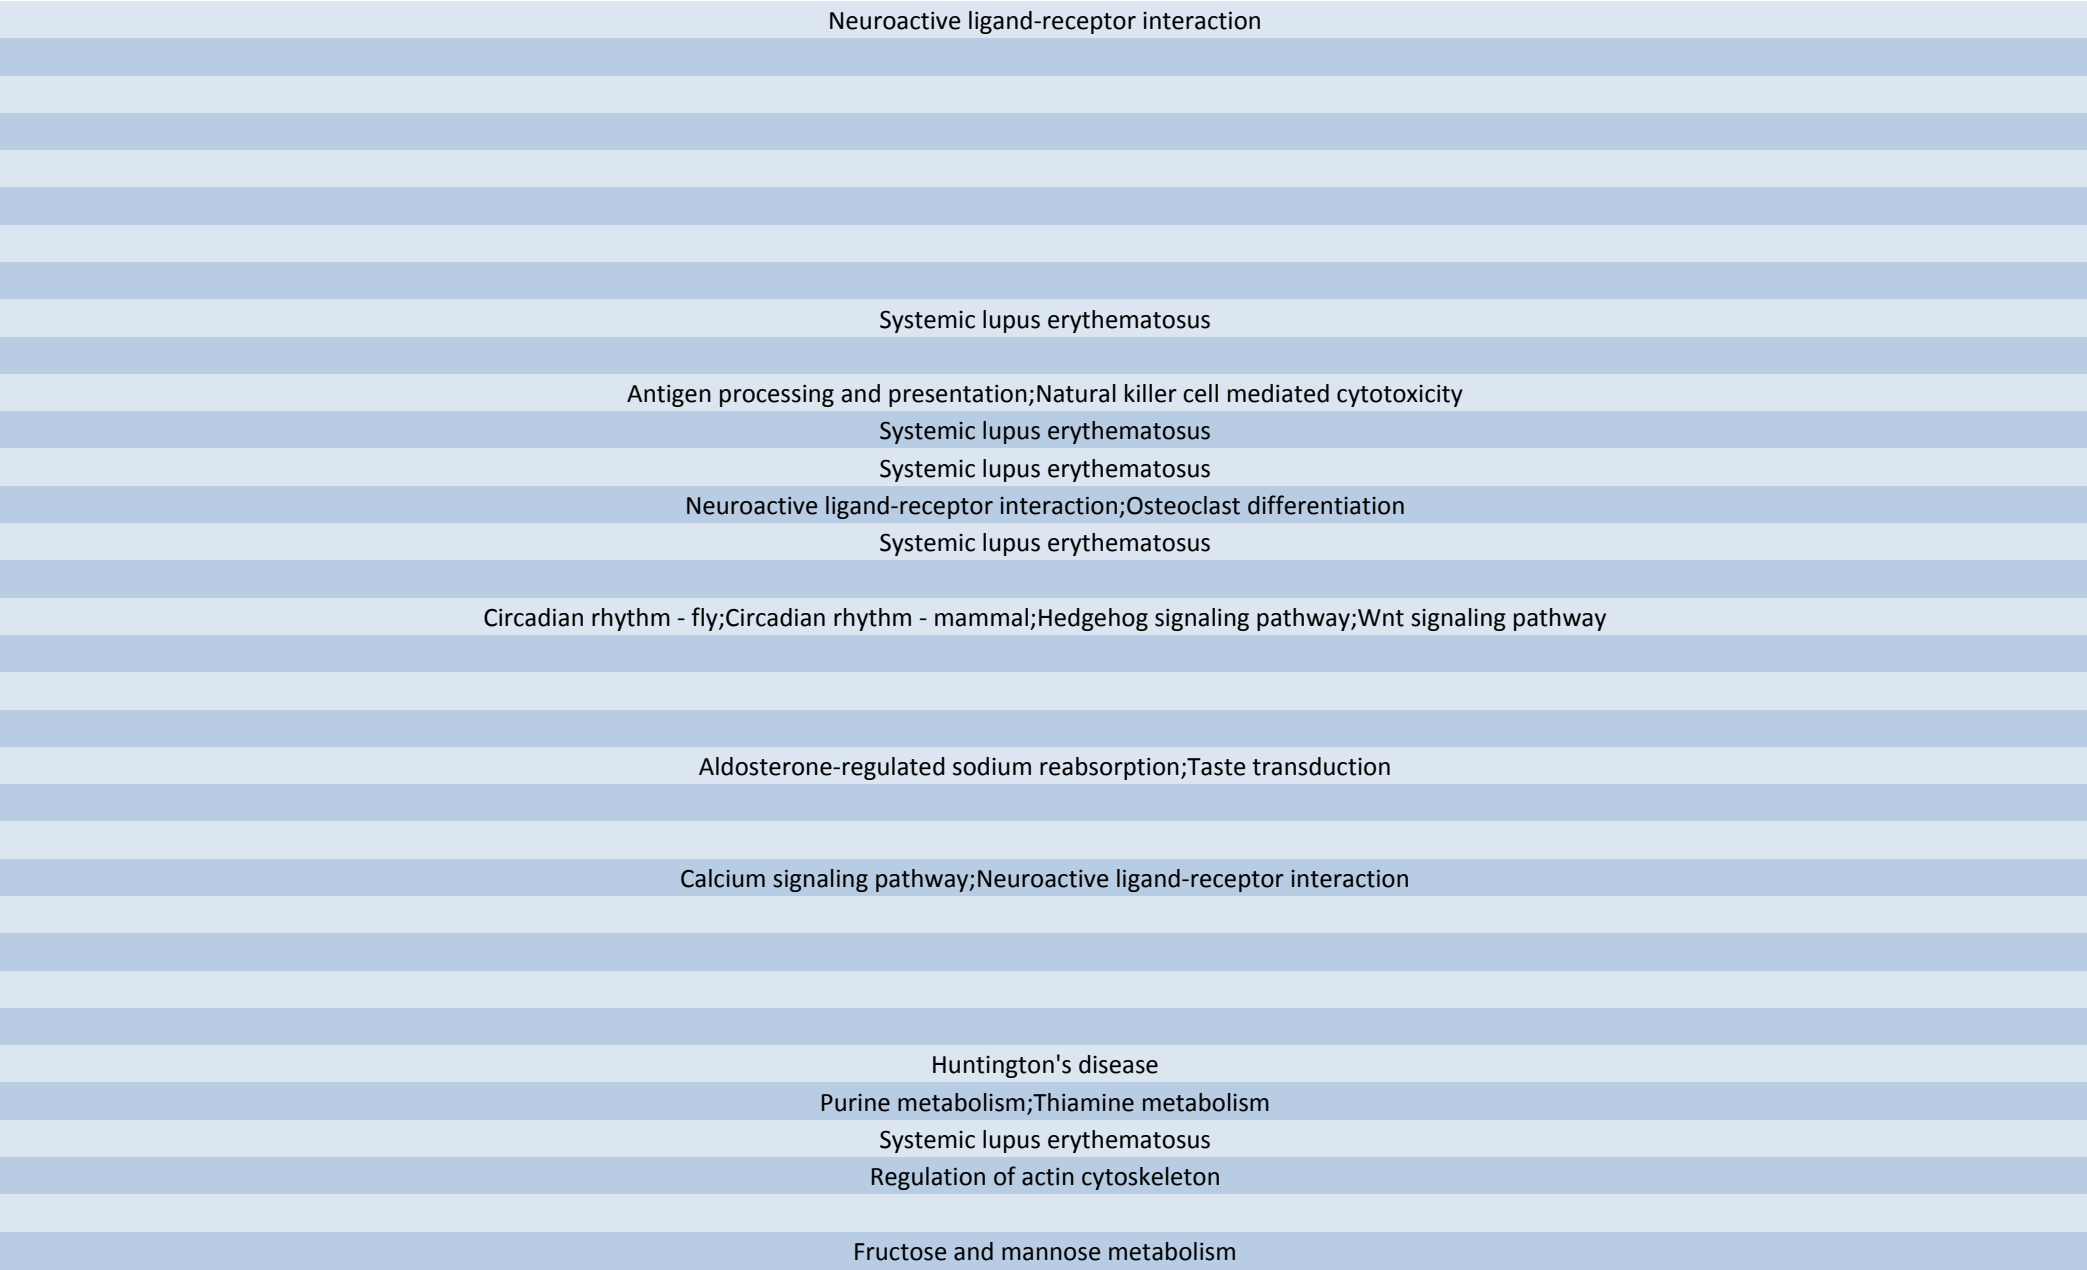 Neuroactive ligand-receptor interaction
Systemic lupus erythematosus
Antigen processing and presentation;Natural killer cell mediated cytotoxicity
Systemic lupus erythematosus
Systemic lupus erythematosus
Neuroactive ligand-receptor interaction;Osteoclast differentiation
Systemic lupus erythematosus
Circadian rhythm - fly;Circadian rhythm - mammal;Hedgehog signaling pathway;Wnt signaling pathway
Aldosterone-regulated sodium reabsorption;Taste transduction
Calcium signaling pathway;Neuroactive ligand-receptor interaction
Huntington's disease
Purine metabolism;Thiamine metabolism
Systemic lupus erythematosus
Regulation of actin cytoskeleton
Fructose and mannose metabolism